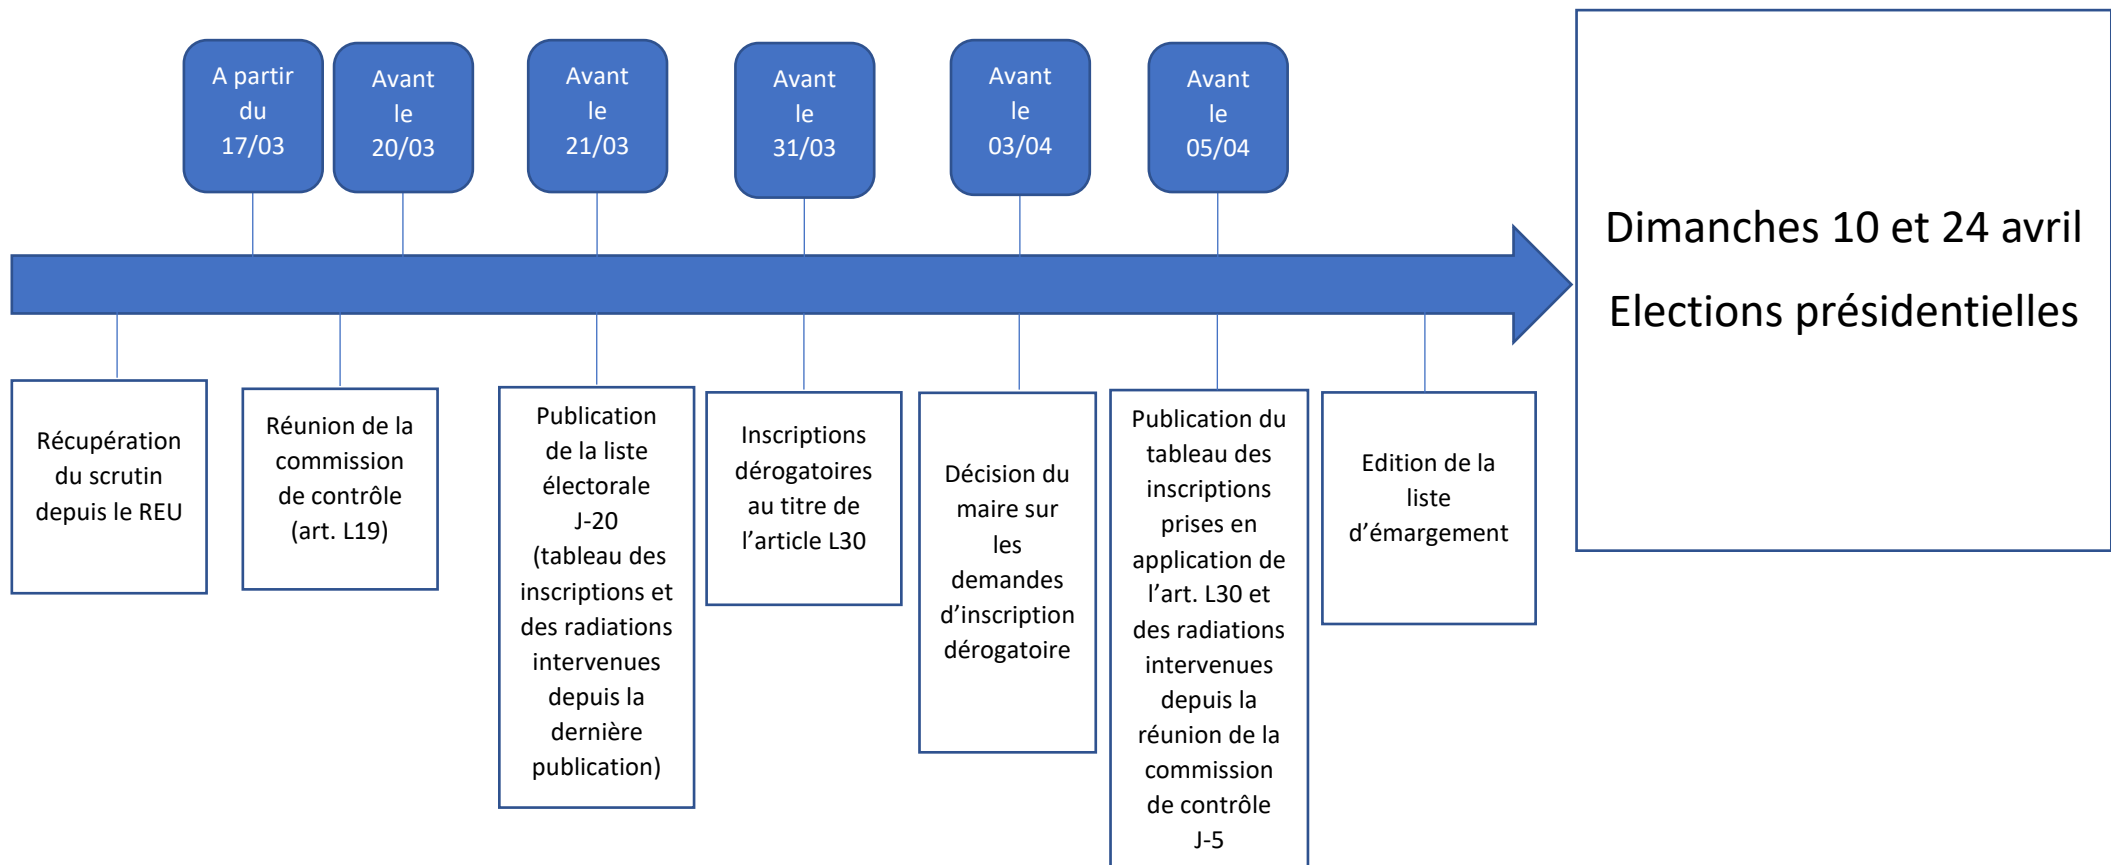 A partir
du
17/03
Avant
le
20/03
Avant
le
21/03
Avant
le
31/03
Avant
le
03/04
Avant
le
05/04
Dimanches 10 et 24 avril
Elections présidentielles
Récupération
du scrutin
depuis le REU
Réunion de la
commission
de contrôle
(art. L19)
Publication
de la liste
électorale
J-20
(tableau des
inscriptions et
des radiations
intervenues
depuis la
dernière
publication)
Inscriptions
dérogatoires
au titre de
l’article L30
Décision du
maire sur
les
demandes
d’inscription
dérogatoire
Publication du
tableau des
inscriptions
prises en
application de
l’art. L30 et
des radiations
intervenues
depuis la
réunion de la
commission
de contrôle
J-5
Edition de la
liste
d’émargement